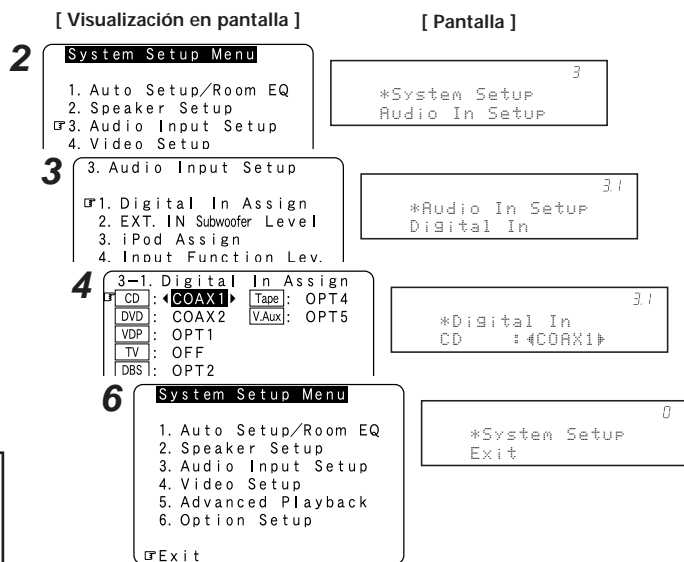 [ Visualización en pantalla ]
[ Pantalla ]
2
System Setup Menu
1. Auto Setup/Room EQ
2. Speaker Setup
☞3. Audio Input Setup
4. Video Setup
3
*System Setup
Audio In Setup
3
3. Audio Input Setup
☞1. Digital In Assign
2. EXT. IN Subwoofer Level
3. iPod Assign
4. Input Function Lev.
3.1
*Audio In Setup
Digital In
4
3-1. Digital In Assign
☞ CD : ◀COAX1▶ Tape : OPT4
DVD : COAX2 V.Aux : OPT5
VDP : OPT1
TV : OFF
DBS : OPT2
3.1
*Digital In
CD :◀COAX1▶
6
System Setup Menu
1. Auto Setup/Room EQ
2. Speaker Setup
3. Audio Input Setup
4. Video Setup
5. Advanced Playback
6. Option Setup
☞Exit
0
*System Setup
Exit